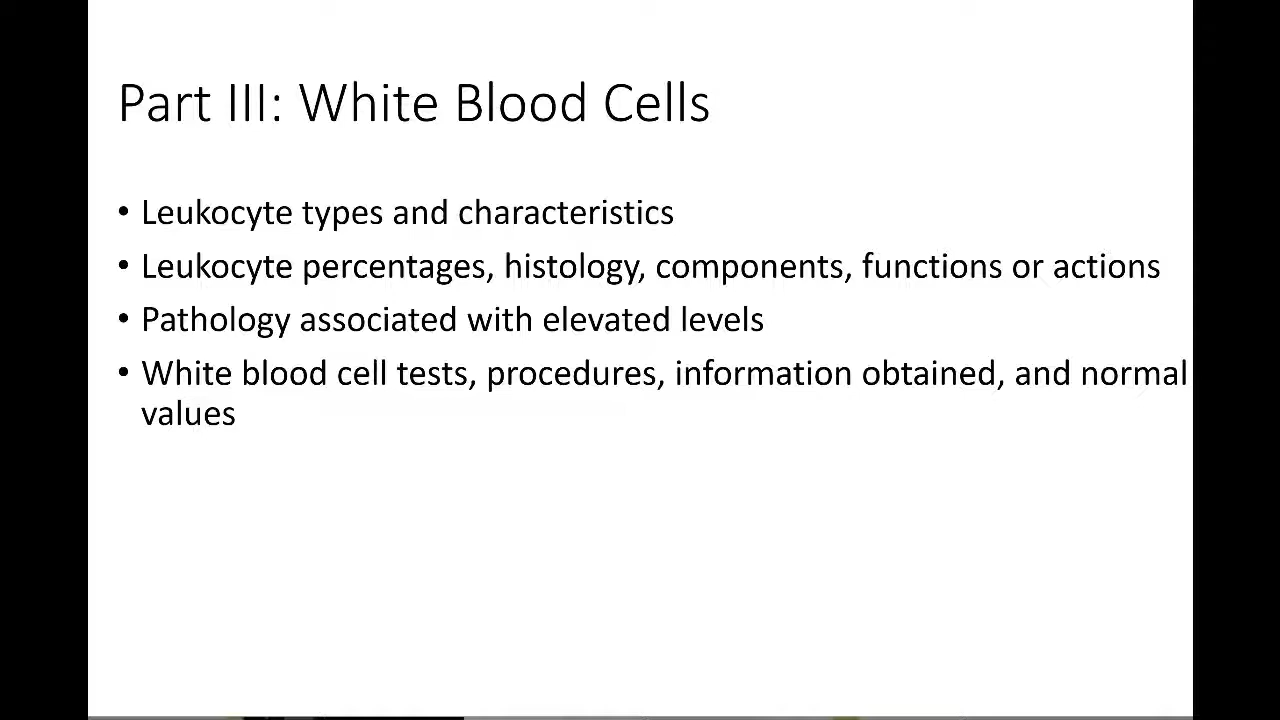 Part III: White Blood Cells
• Leukocyte types and characteristics
• Leukocyte percentages, histology, components, functions or actions
• Pathology associated with elevated levels
• White blood cell tests, procedures, information obtained, and normal
values